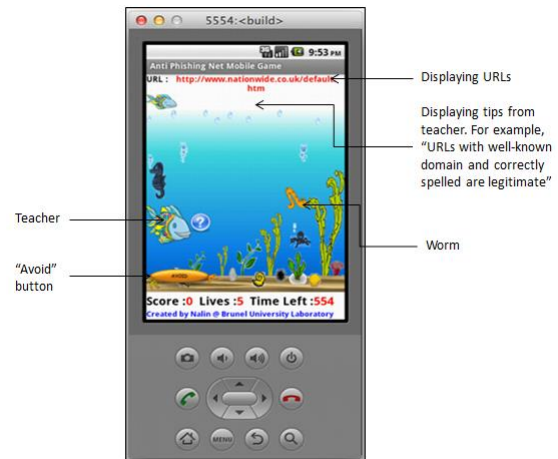 5554:<build>
9:53 PM
Anti Phishing Net Mobile Game
URL : http://www.nationwide.co.uk/default.
htm
Displaying URLs
Displaying tips from
teacher. For example,
“URLs with well-known
domain and correctly
spelled are legitimate”
Teacher
?
Worm
“Avoid”
button
AVOID
Score :0 Lives :5 Time Left :554
Created by Nalin @ Brunel University Laboratory
MENU